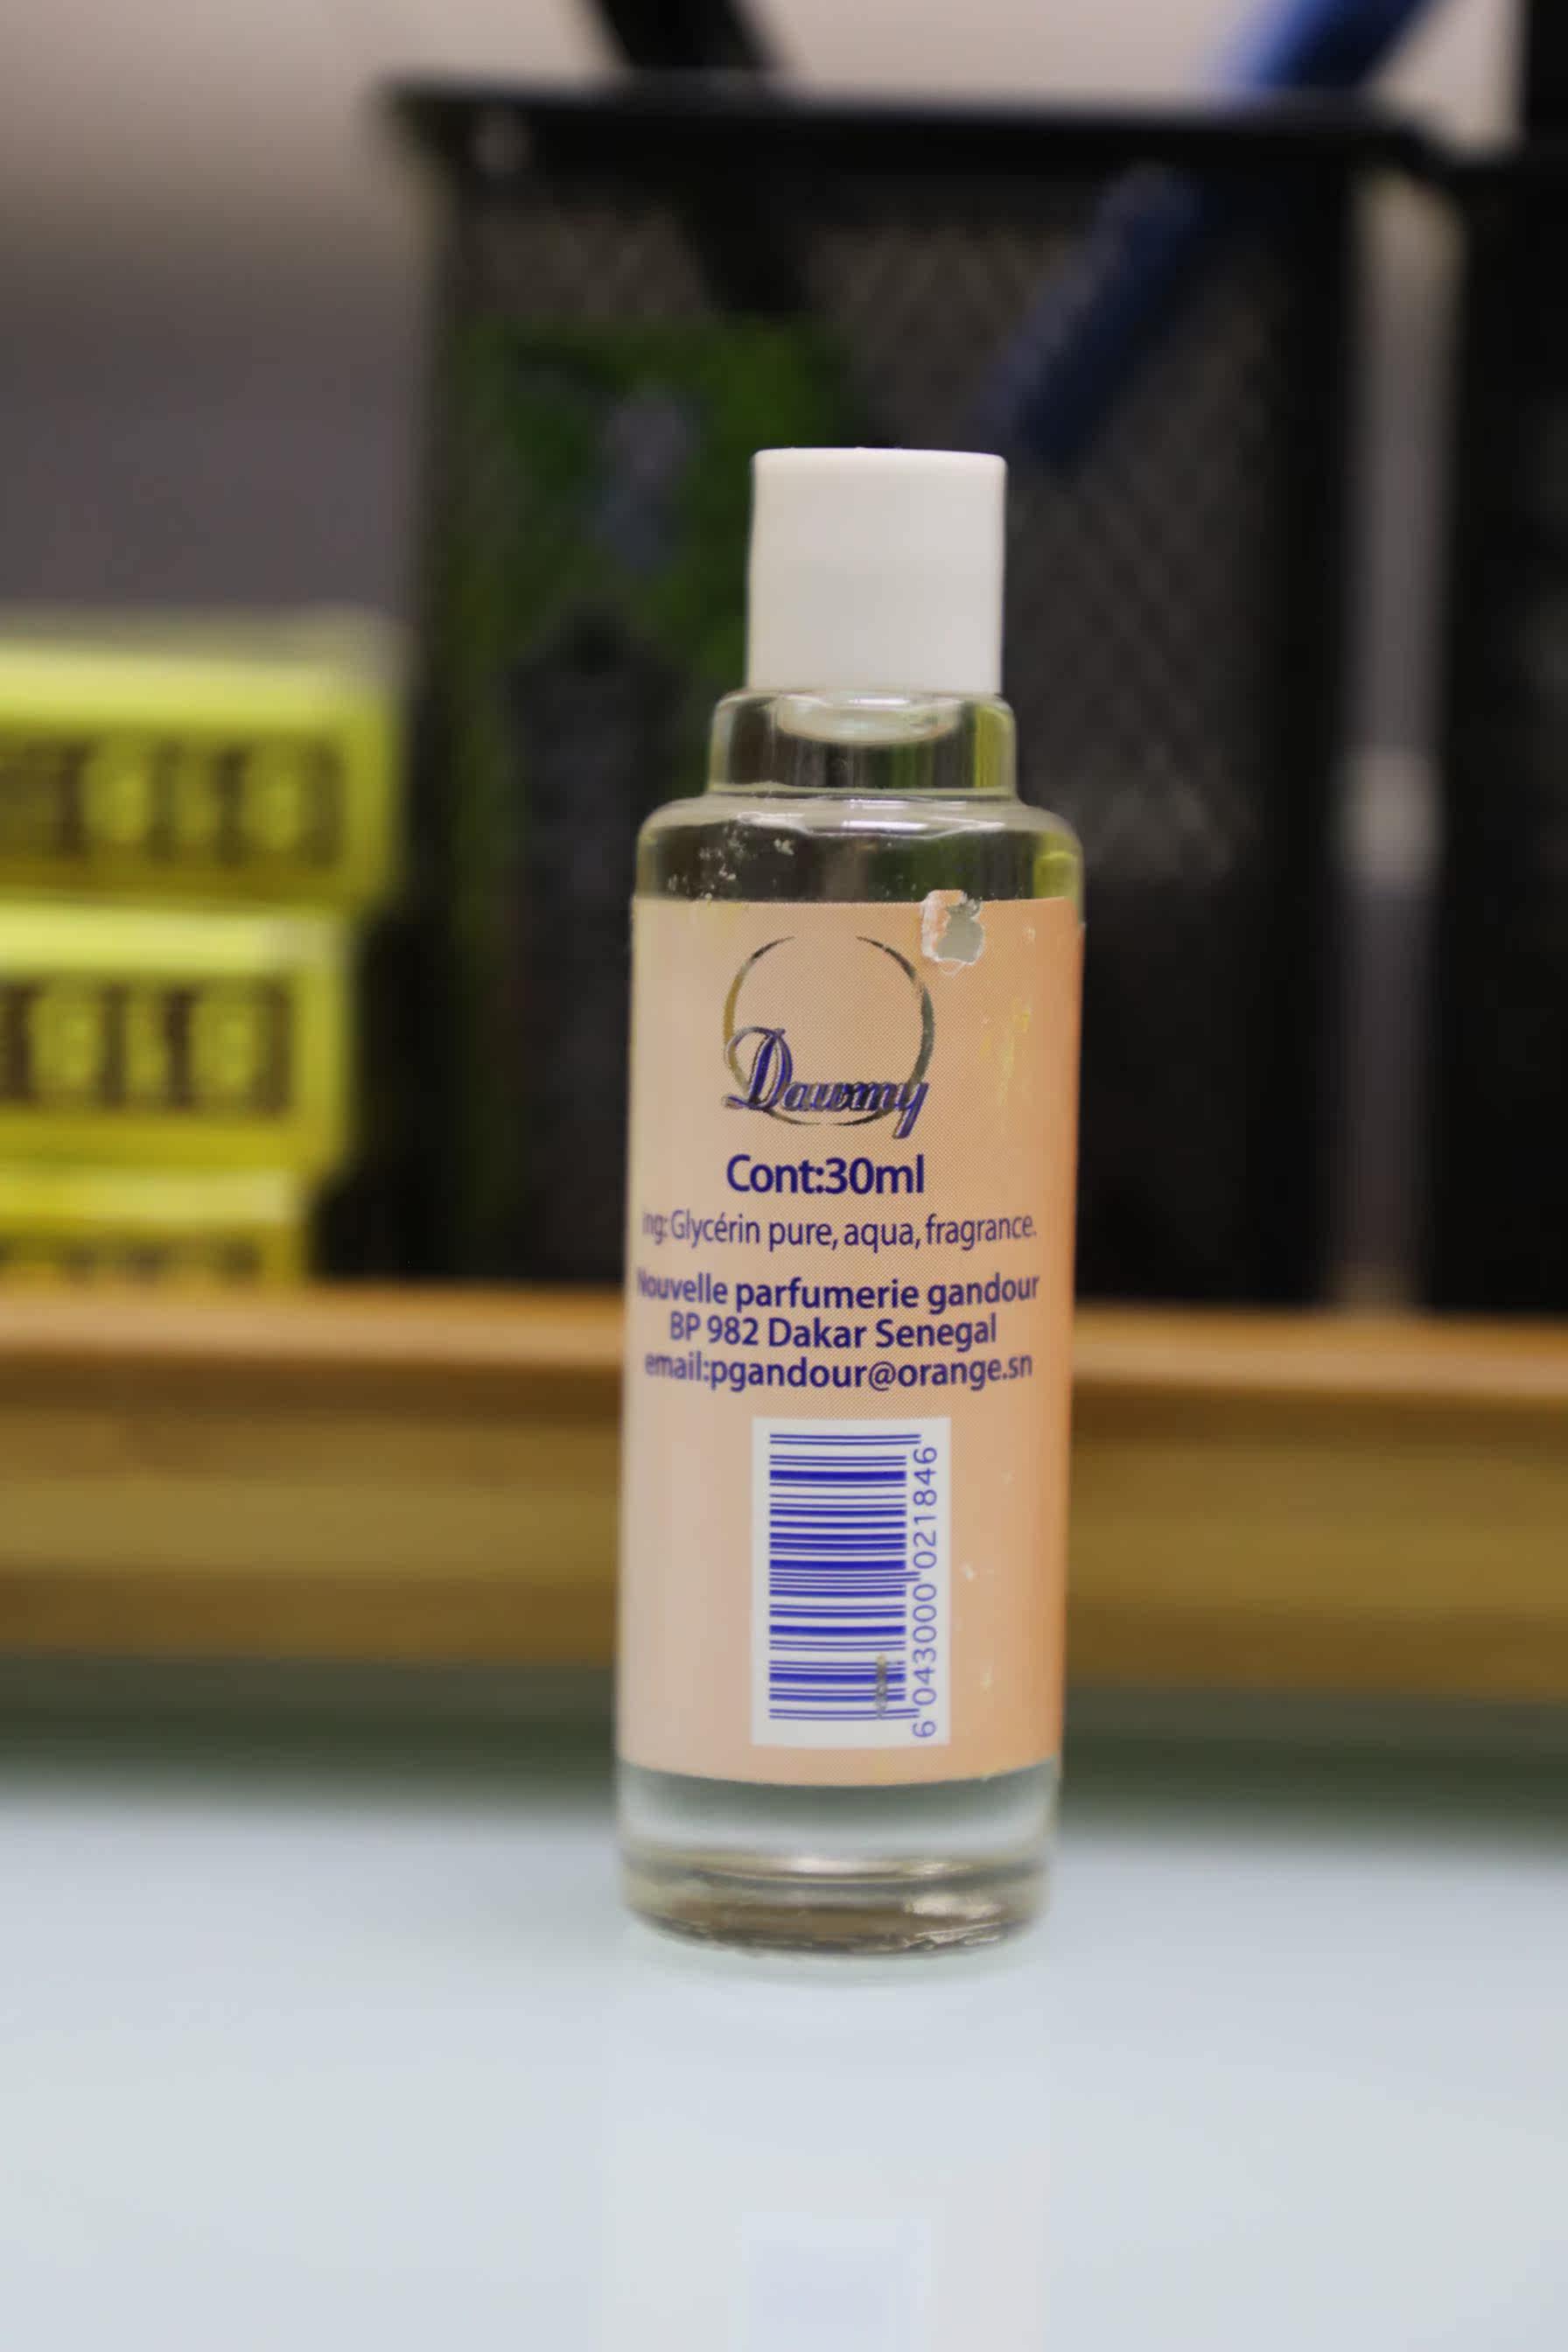 Dawmy
Cont:30ml
ing: Glycérin pure, aqua, fragrance.
Nouvelle parfumerie gandour
BP 982 Dakar Senegal
email:pgandour@orange.sn
6 043000 021846